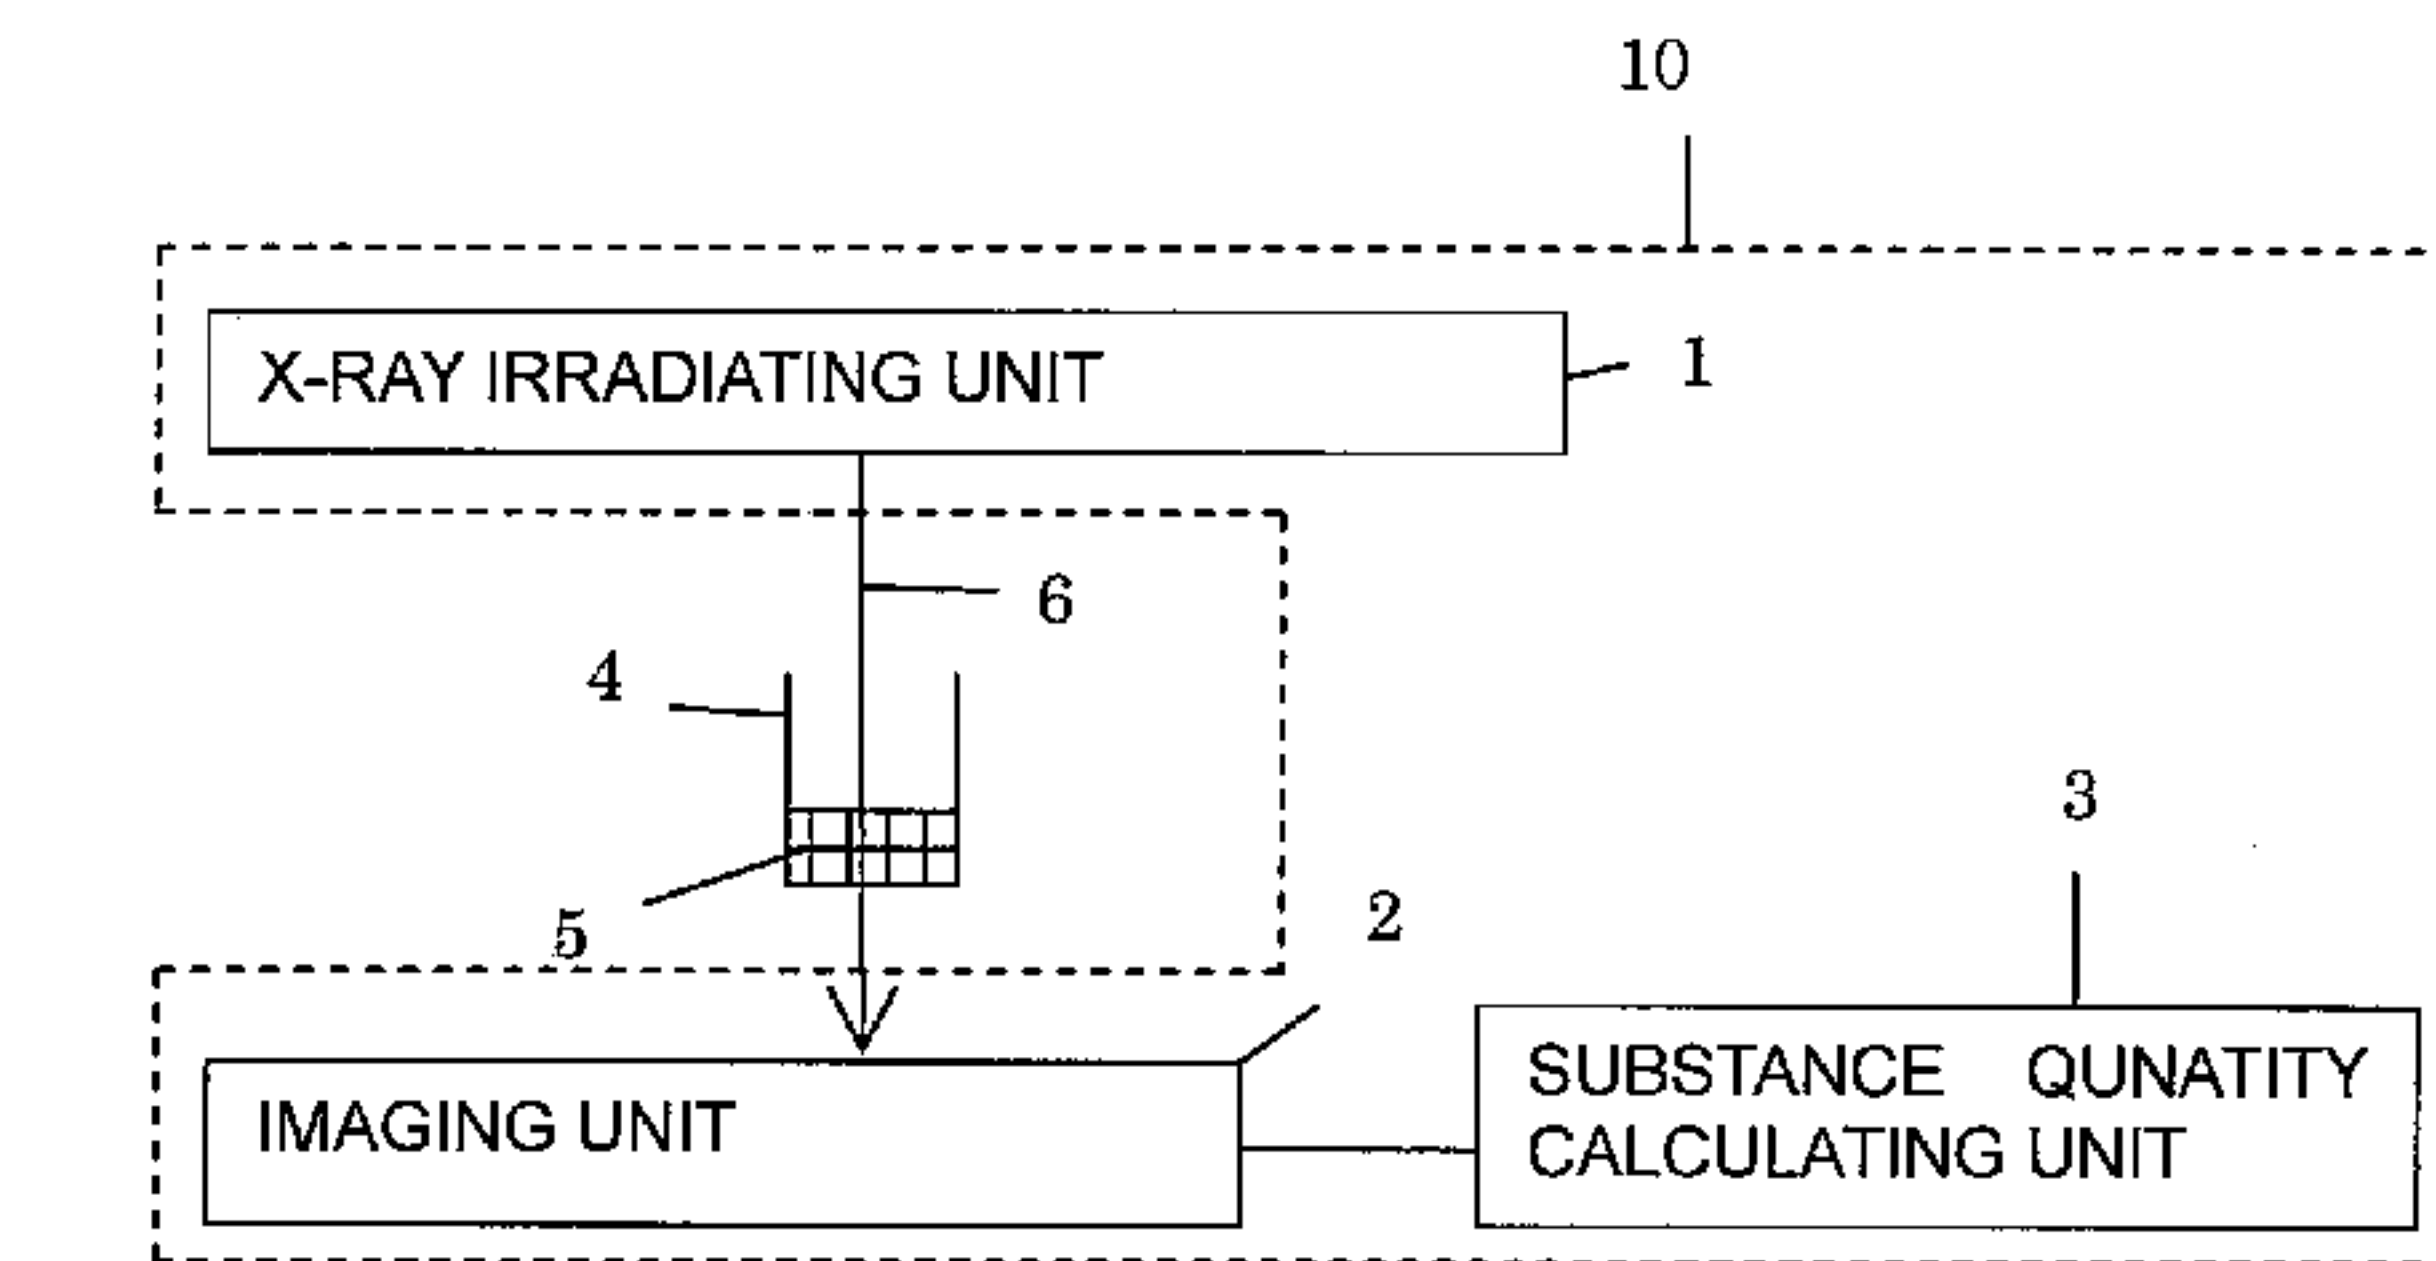 10
X-RAY IRRADIATING UNIT
1
6
4
3
5
2
SUBSTANCE QUNATITY
CALCULATING UNIT
IMAGING UNIT